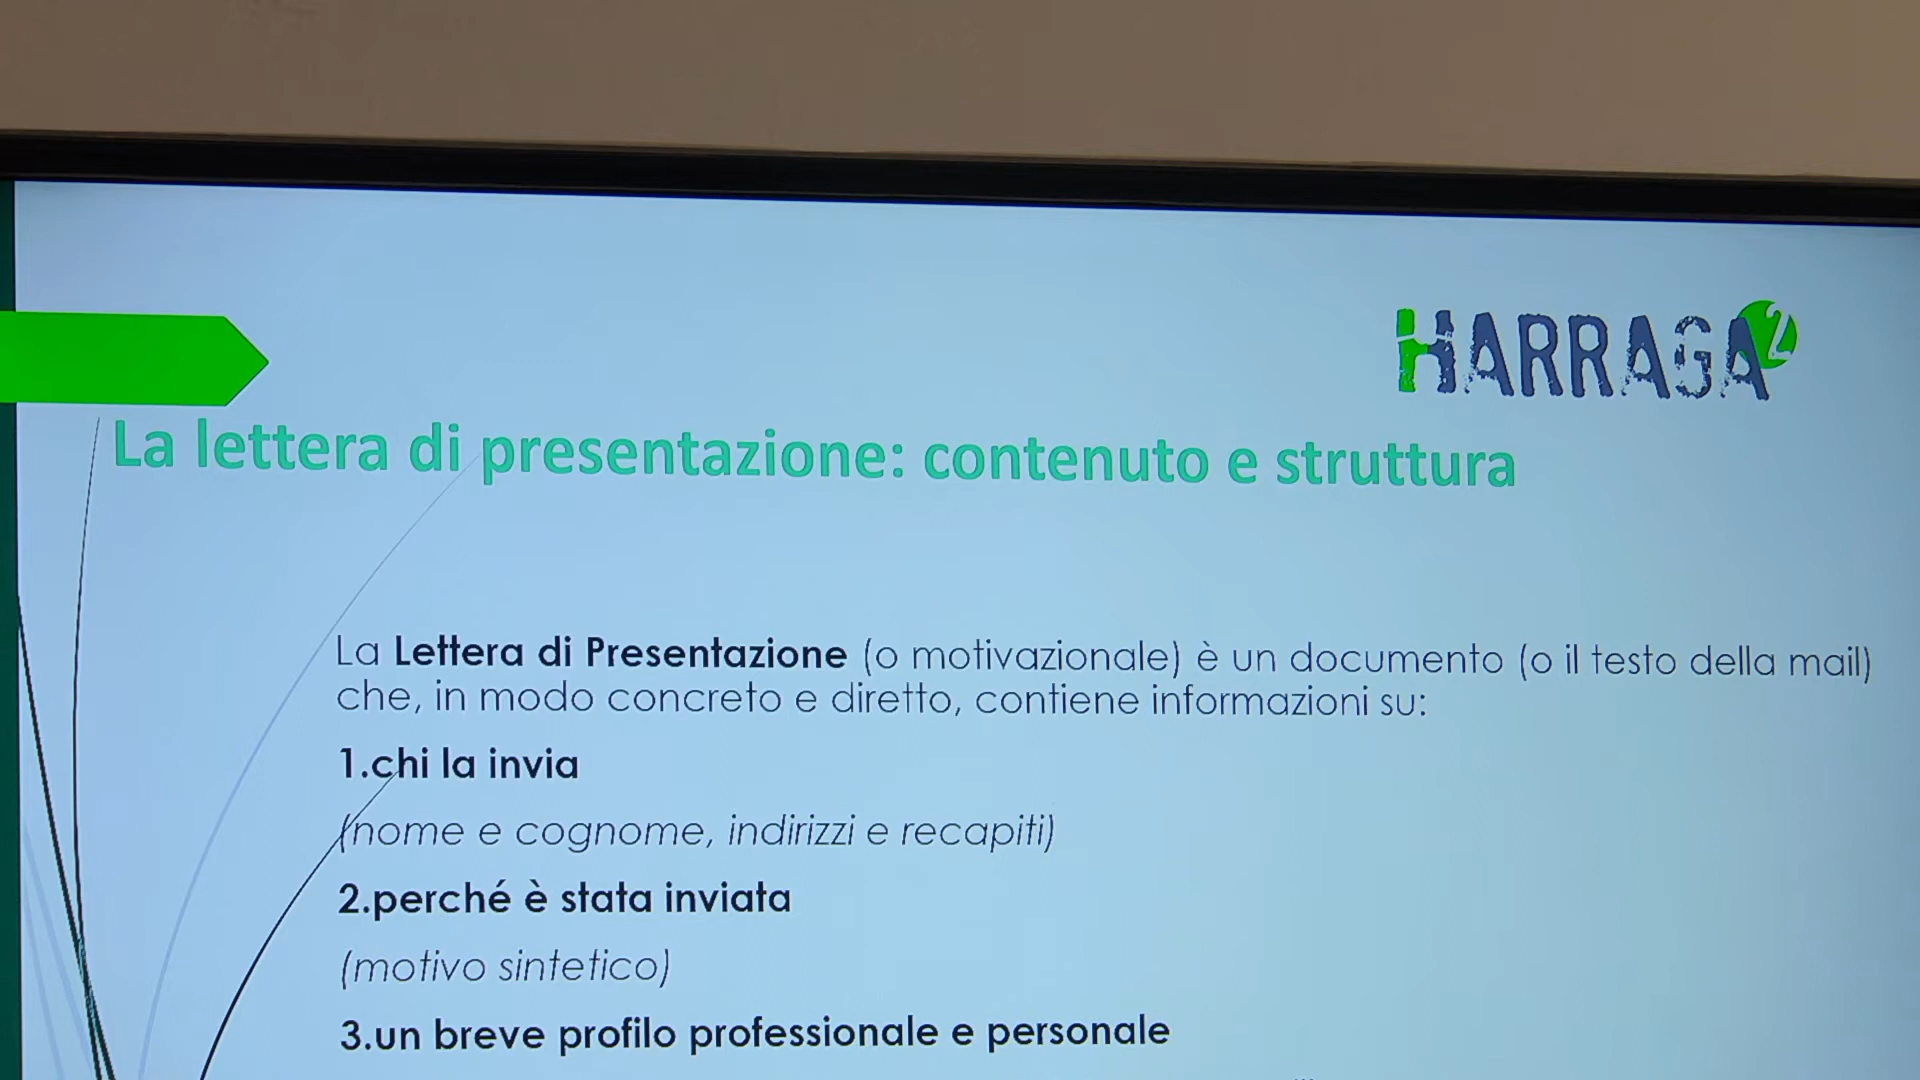 HARRAGA2
La lettera di presentazione: contenuto e struttura
La Lettera di Presentazione (o motivazionale) è un documento (o il testo della mail)
che, in modo concreto e diretto, contiene informazioni su:
1.chi la invia
(nome e cognome, indirizzi e recapiti)
2.perché è stata inviata
(motivo sintetico)
3.un breve profilo professionale e personale